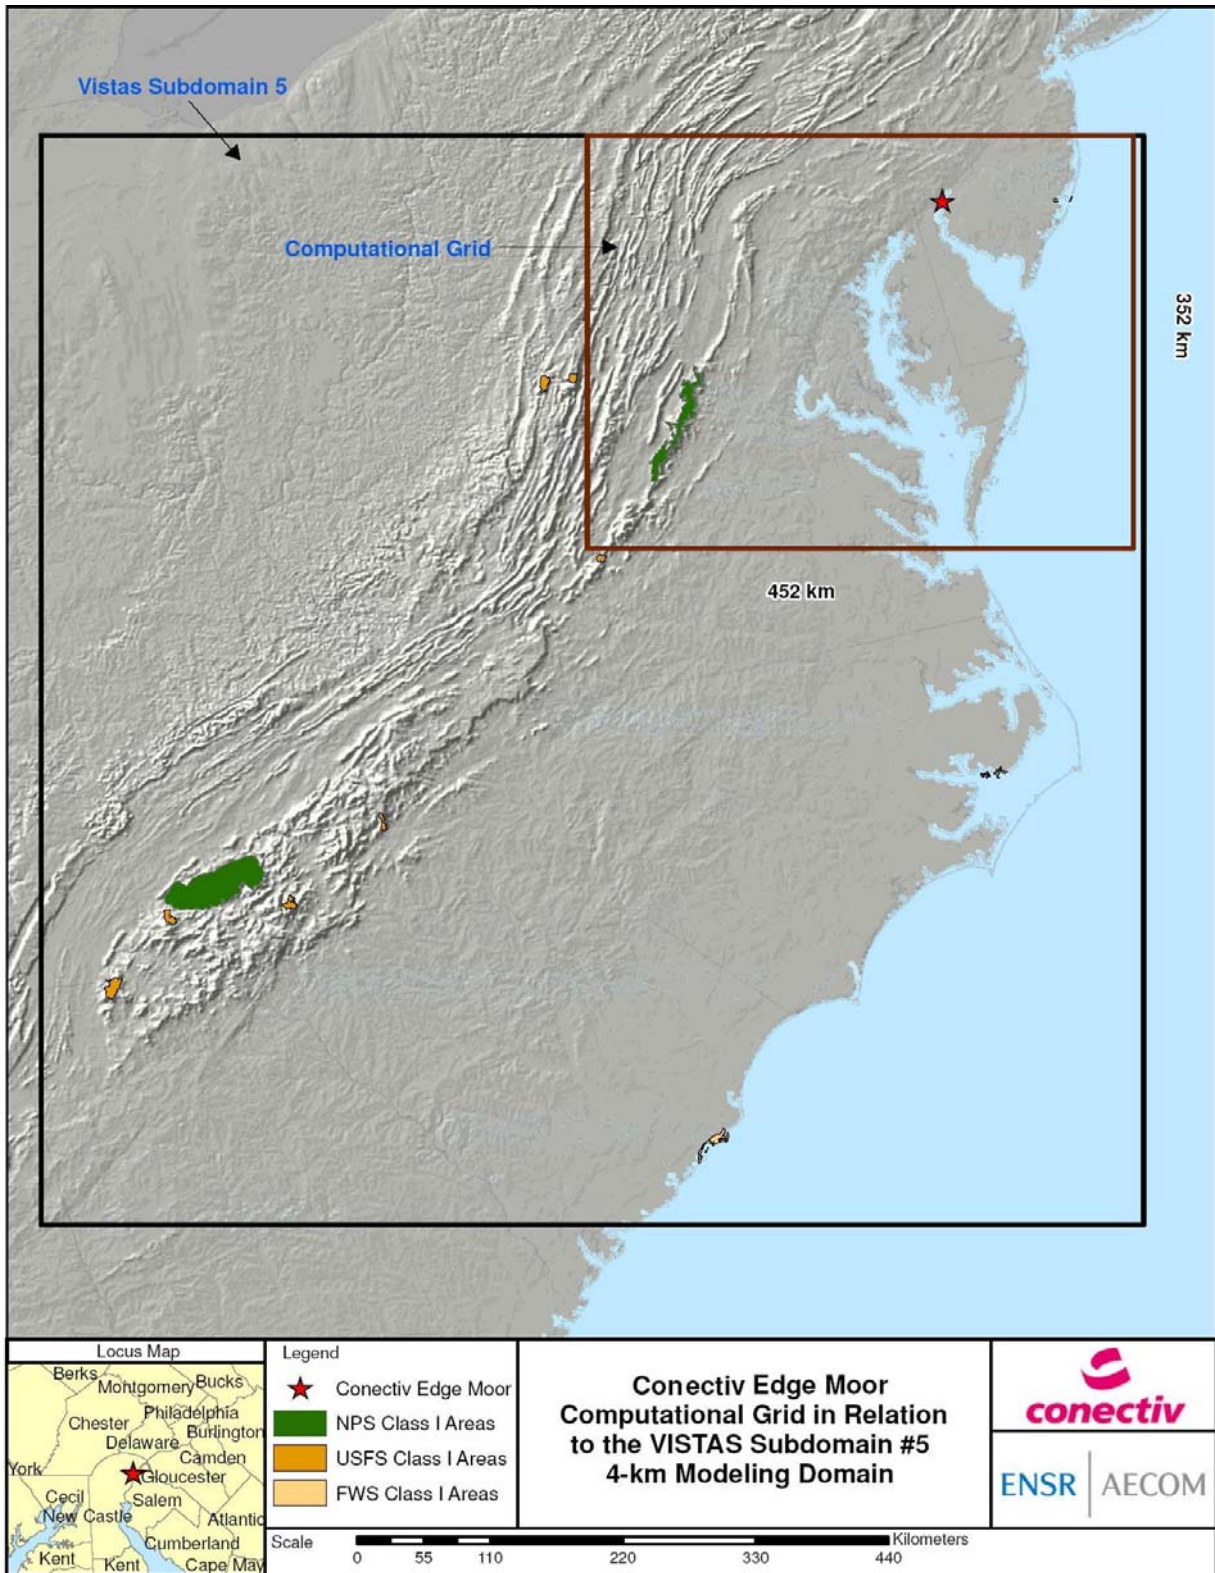 Vistas Subdomain 5
Computational Grid
352 km
452 km
Locus Map
Berks
Montgomery
Bucks
Chester
Philadelphia
Burlington
Delaware
Camden
York
Gloucester
Cecil
Salem
New Castle
Atlantic
Cumberland
Kent
Kent
Cape May
Legend
Conectiv Edge Moor
NPS Class I Areas
USFS Class I Areas
FWS Class I Areas
Conectiv Edge Moor
Computational Grid in Relation
to the VISTAS Subdomain #5
4-km Modeling Domain
conectiv
ENSR AECOM
Scale
Kilometers
0 55 110 220 330 440